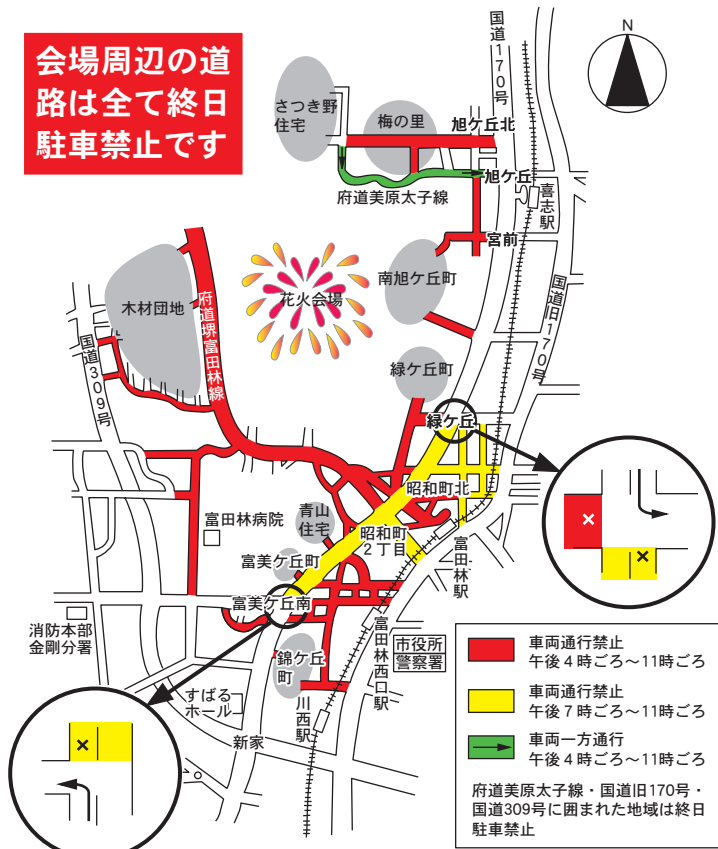 会場周辺の道
路は全て終日
駐車禁止です
N
国道170号
さつき野
住宅
梅の里
旭ケ丘北
旭ケ丘
府道美原太子線
喜志駅
宮前
南旭ケ丘町
花火会場
木材団地
府道堺富田林線
国道309号
国道旧170号
緑ケ丘町
緑ケ丘
昭和町北
青山
住宅
昭和町
2丁目
富田林病院
富美ケ丘町
富田林駅
富美ケ丘南
消防本部
金剛分署
錦ケ丘
町
富田林西口駅
市役所
警察署
すばる
ホール
川西駅
新家
車両通行禁止
午後4時ごろ〜11時ごろ
車両通行禁止
午後7時ごろ〜11時ごろ
車両一方通行
午後4時ごろ〜11時ごろ
府道美原太子線・国道旧170号・
国道309号に囲まれた地域は終日
駐車禁止